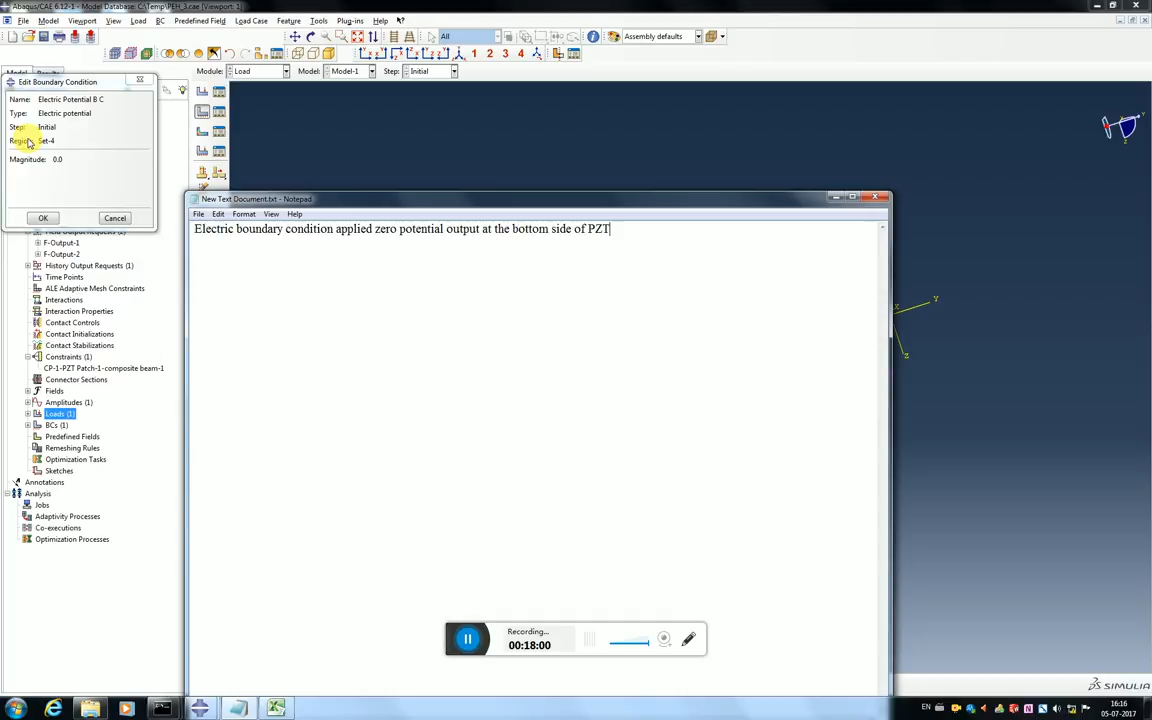 Abaqus/CAE 6.12-1 - Model Database: C:\Temp\PEH_3.cae [Viewport: 1]
File Model Viewport View Load BC Predefined Field Load Case Feature Tools Plug-ins Help
All
1 2 3 4
Assembly defaults
Module: Load Model: Model-1 Step: Initial
Edit Boundary Condition
Name: Electric Potential B C
Type: Electric potential
Step: Initial
Region: Set-4
Magnitude: 0.0
OK Cancel
F-Output-1
F-Output-2
History Output Requests (1)
Time Points
ALE Adaptive Mesh Constraints
Interactions
Interaction Properties
Contact Controls
Contact Initializations
Contact Stabilizations
Constraints (1)
CP-1-PZT Patch-1-composite beam-1
Connector Sections
Fields
Amplitudes (1)
Loads (1)
BCs (1)
Predefined Fields
Remeshing Rules
Optimization Tasks
Sketches
Annotations
Analysis
Jobs
Adaptivity Processes
Co-executions
Optimization Processes
New Text Document.txt - Notepad
File Edit Format View Help
Electric boundary condition applied zero potential output at the bottom side of PZT
Y
X
Z
Z
Recording...
00:18:00
SIMULIA
EN
16:16
05-07-2017